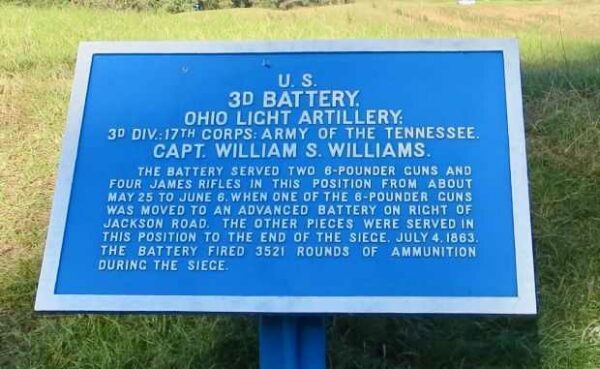 U. S.
3D BATTERY,
OHIO LIGHT ARTILLERY;
3D DIV.; 17TH CORPS: ARMY OF THE TENNESSEE.
CAPT. WILLIAM S. WILLIAMS.
THE BATTERY SERVED TWO 6-POUNDER GUNS AND
FOUR JAMES RIFLES IN THIS POSITION FROM ABOUT
MAY 25 TO JUNE 6, WHEN ONE OF THE 6-POUNDER GUNS
WAS MOVED TO AN ADVANCED BATTERY ON RIGHT OF
JACKSON ROAD. THE OTHER PIECES WERE SERVED IN
THIS POSITION TO THE END OF THE SIEGE, JULY 4, 1863.
THE BATTERY FIRED 3521 ROUNDS OF AMMUNITION
DURING THE SIEGE.